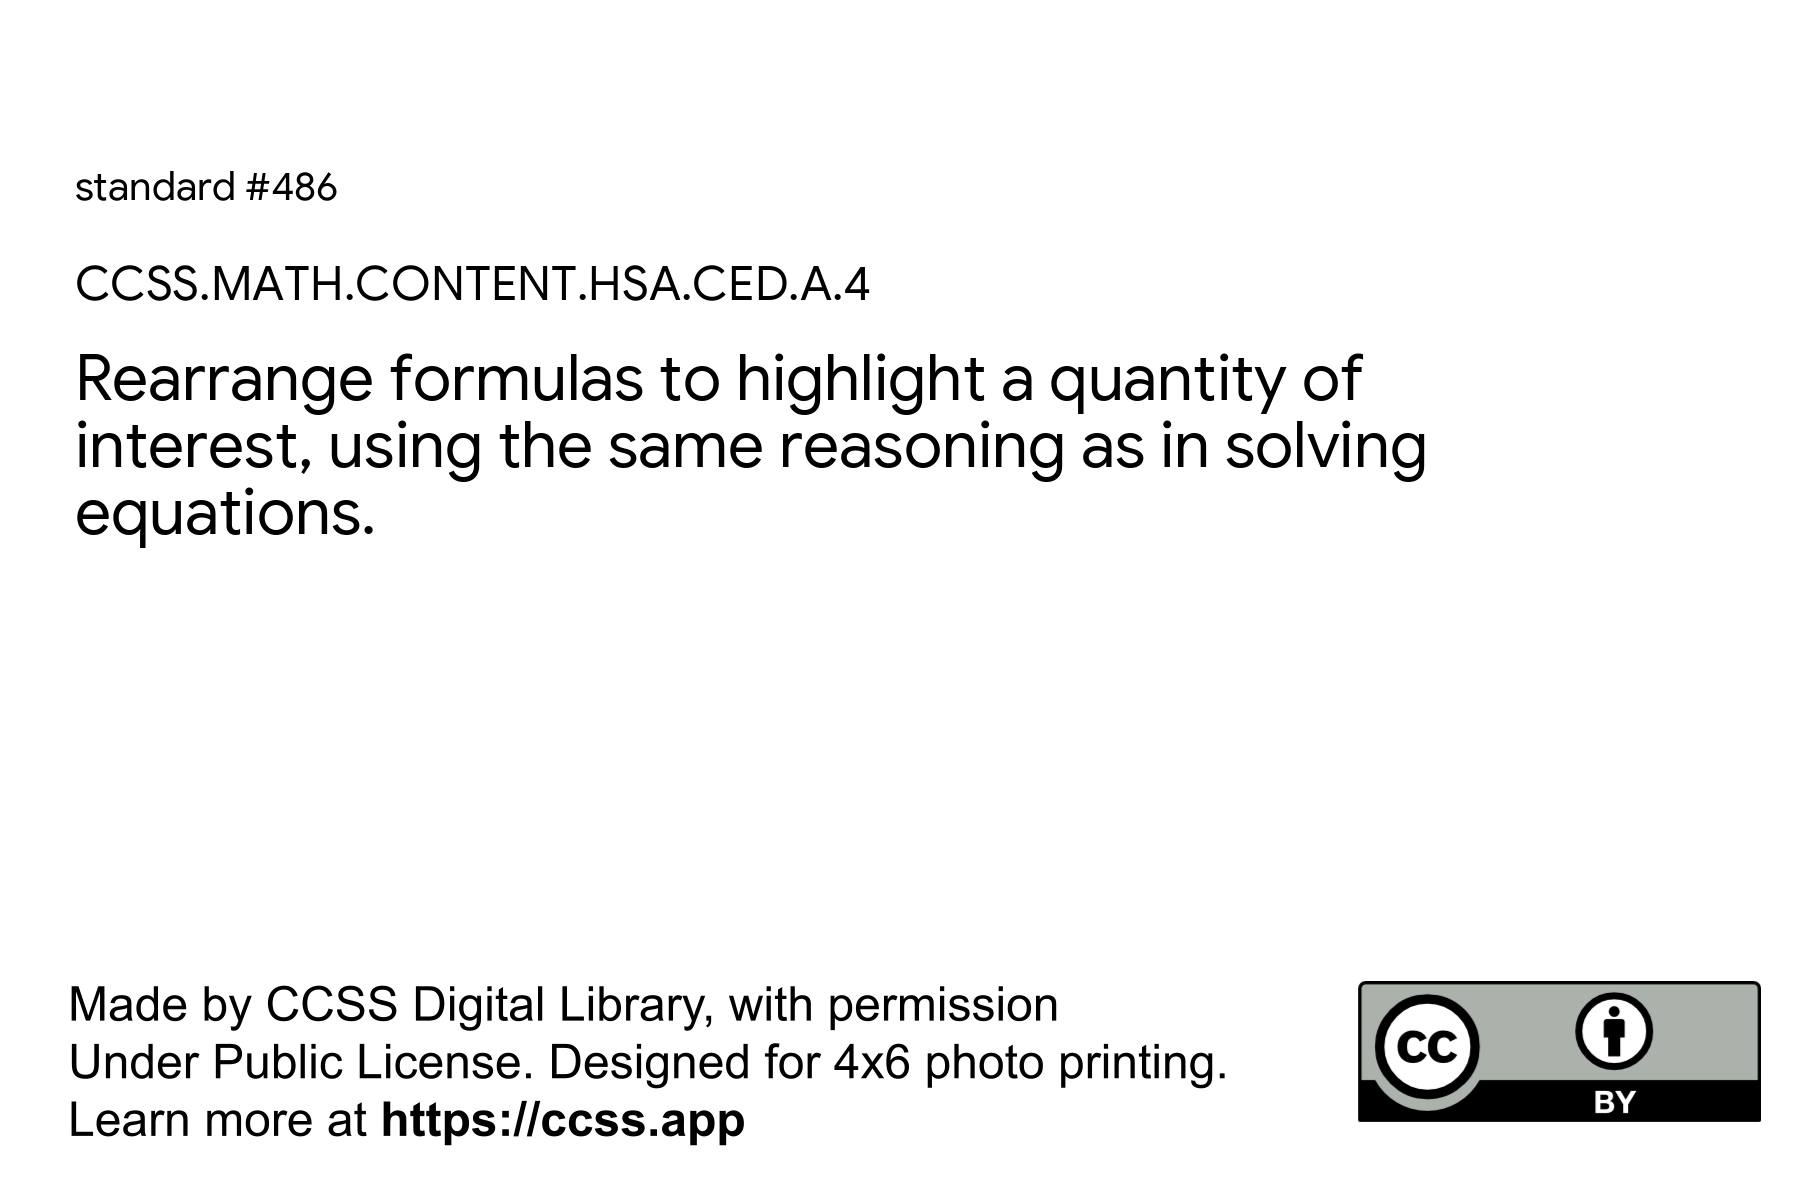 standard #486
CCSS.MATH.CONTENT.HSA.CED.A.4
Rearrange formulas to highlight a quantity of
interest, using the same reasoning as in solving
equations.
Made by CCSS Digital Library, with permission
Under Public License. Designed for 4x6 photo printing.
Learn more at https://ccss.app
cc
BY